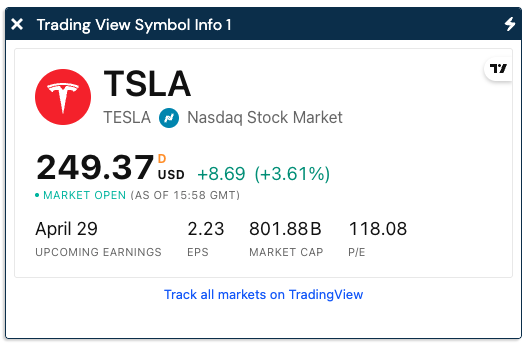 Trading View Symbol Info 1
TSLA
TESLA Nasdaq Stock Market
249.37 D USD +8.69 (+3.61%)
• MARKET OPEN (AS OF 15:58 GMT)
April 29 2.23 801.88B 118.08
UPCOMING EARNINGS EPS MARKET CAP P/E
Track all markets on TradingView